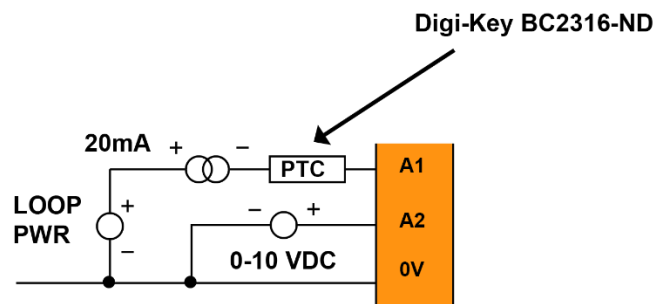 Digi-Key BC2316-ND
20mA
+
−
PTC
A1
LOOP
PWR
+
−
−
+
A2
0-10 VDC
0V